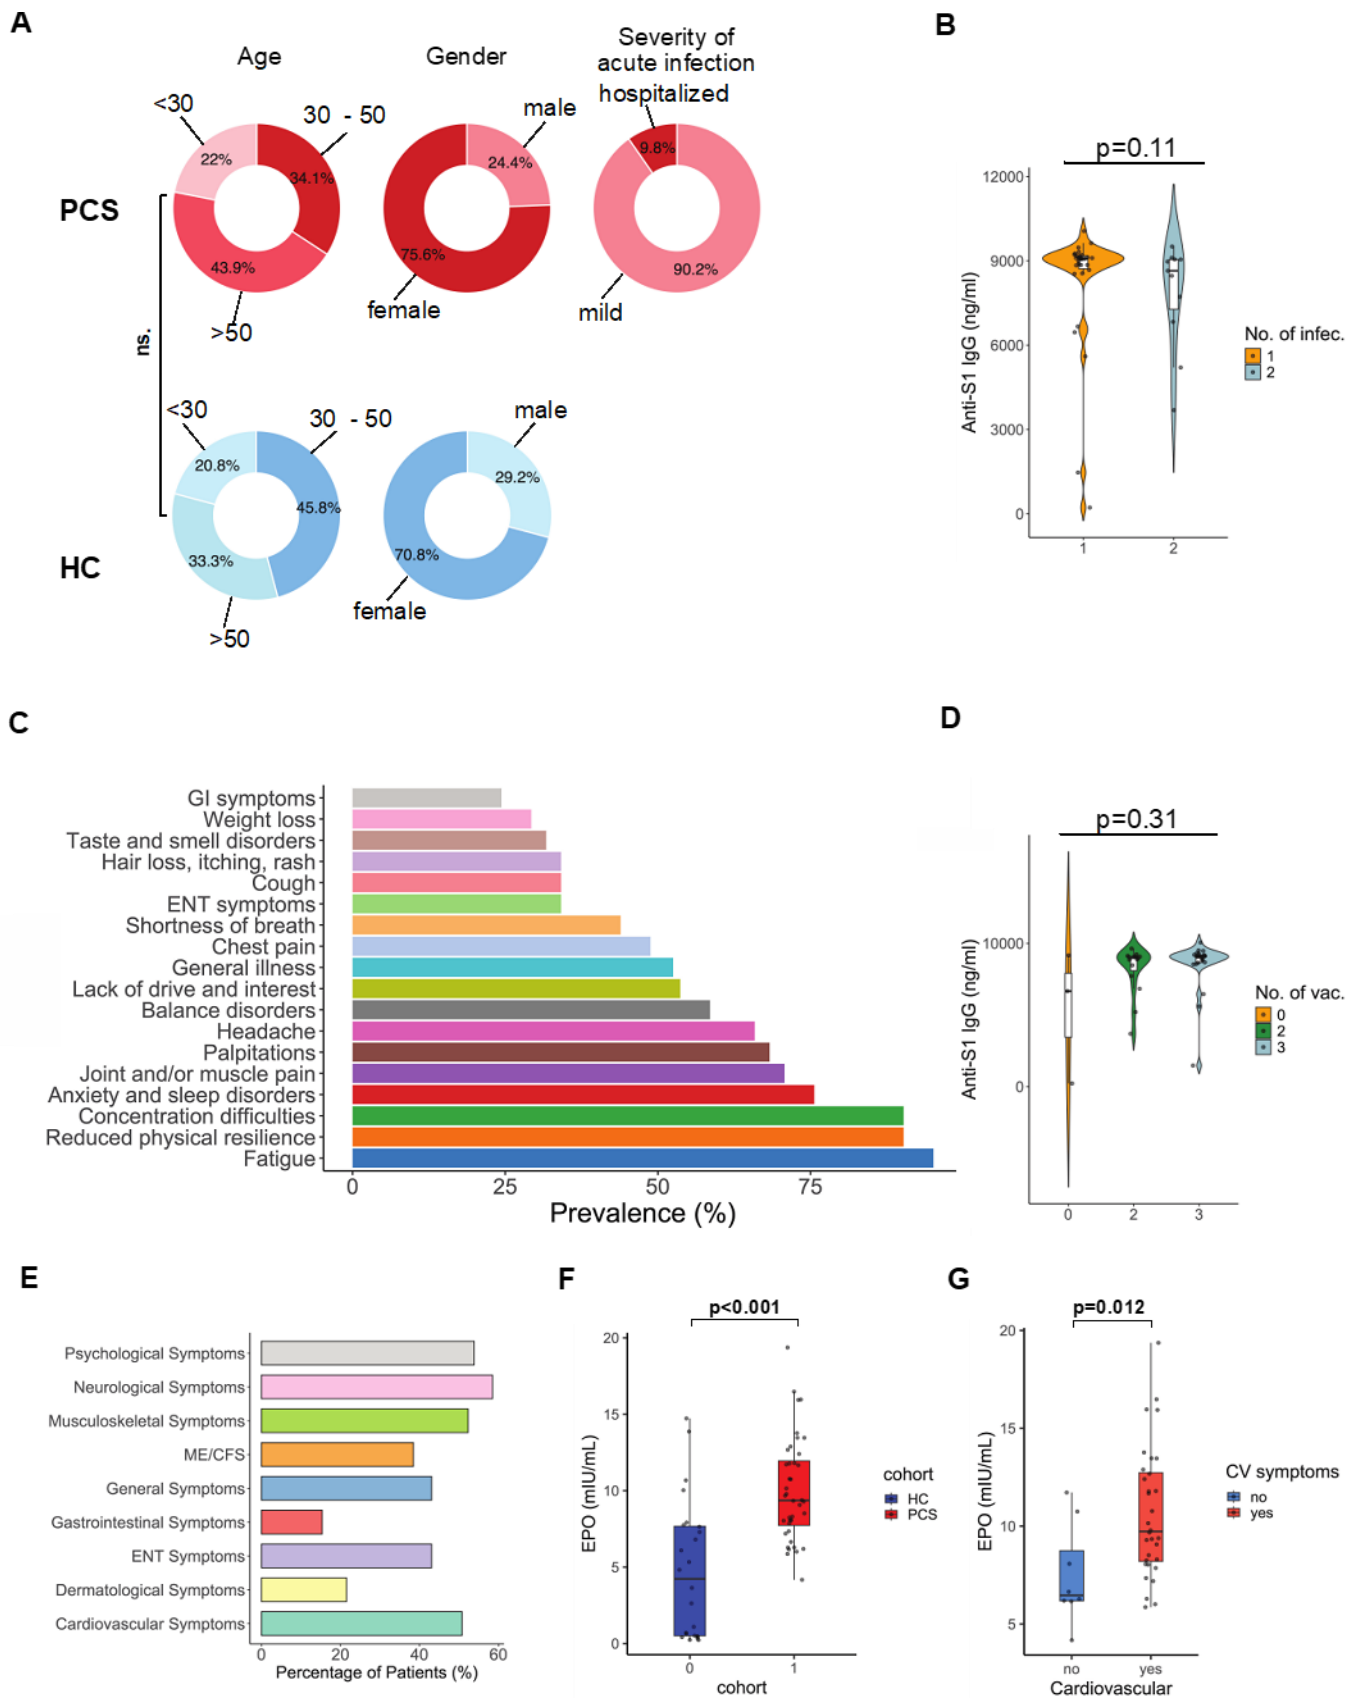 A
Age
Gender
Severity of
acute infection
hospitalized
<30
30 - 50
male
22%
34.1%
24.4%
9.8%
PCS
43.9%
75.6%
90.2%
female
mild
>50
ns.
<30
30 - 50
male
20.8%
45.8%
29.2%
33.3%
70.8%
HC
female
>50
B
p=0.11
12000
9000
6000
3000
0
Anti-S1 IgG (ng/ml)
1
2
No. of infec.
1
2
C
GI symptoms
Weight loss
Taste and smell disorders
Hair loss, itching, rash
Cough
ENT symptoms
Shortness of breath
Chest pain
General illness
Lack of drive and interest
Balance disorders
Headache
Palpitations
Joint and/or muscle pain
Anxiety and sleep disorders
Concentration difficulties
Reduced physical resilience
Fatigue
0
25
50
75
Prevalence (%)
D
p=0.31
10000
0
Anti-S1 IgG (ng/ml)
0
2
3
No. of vac.
0
2
3
E
Psychological Symptoms
Neurological Symptoms
Musculoskeletal Symptoms
ME/CFS
General Symptoms
Gastrointestinal Symptoms
ENT Symptoms
Dermatological Symptoms
Cardiovascular Symptoms
0
20
40
60
Percentage of Patients (%)
F
p<0.001
20
15
10
5
0
EPO (mIU/mL)
0
1
cohort
cohort
HC
PCS
G
p=0.012
20
15
10
5
EPO (mIU/mL)
no
yes
Cardiovascular
CV symptoms
no
yes